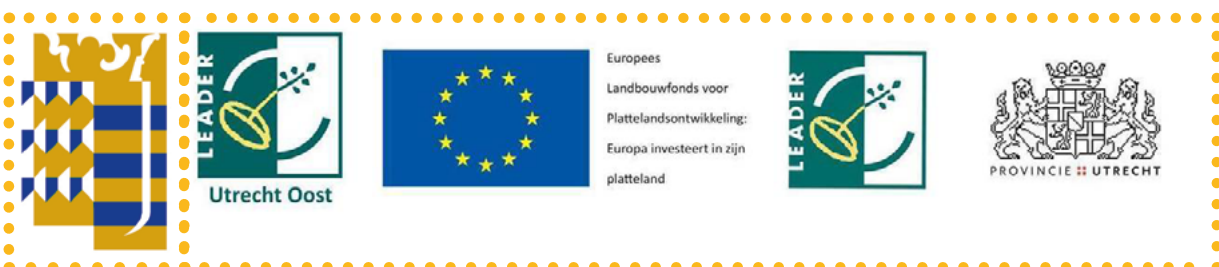 LEADER
Utrecht Oost
Europees
Landbouwfonds voor
Plattelandsontwikkeling:
Europa investeert in zijn
platteland
LEADER
PROVINCIE UTRECHT